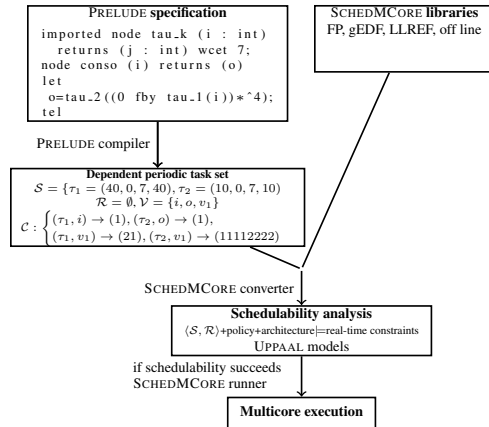 PRELUDE specification
imported node tau_k (i : int)
returns (j : int) wcet 7;
node conso (i) returns (o)
let
o=tau_2((0 fby tau_1(i))*^4);
tel
SCHEDMCORE libraries
FP, gEDF, LLREF, off line
PRELUDE compiler
Dependent periodic task set
S = {τ1 = (40, 0, 7, 40), τ2 = (10, 0, 7, 10)
R = ∅, V = {i, o, v1}
C : { (τ1, i) → (1), (τ2, o) → (1),
(τ1, v1) → (21), (τ2, v1) → (11112222)
SCHEDMCORE converter
Schedulability analysis
⟨S, R⟩+policy+architecture|=real-time constraints
UPPAAL models
if schedulability succeeds
SCHEDMCORE runner
Multicore execution